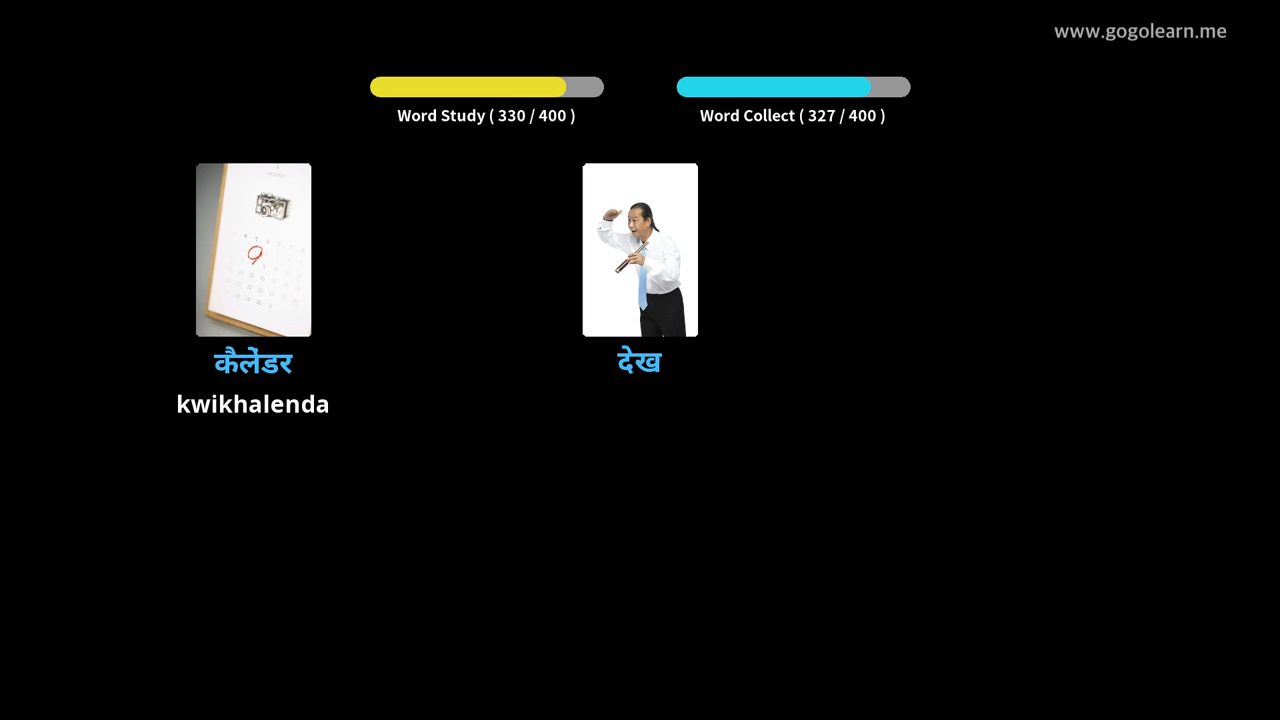 www.gogolearn.me
Word Study ( 330 / 400 )
Word Collect ( 327 / 400 )
कैलेंडर
देख
kwikhalenda